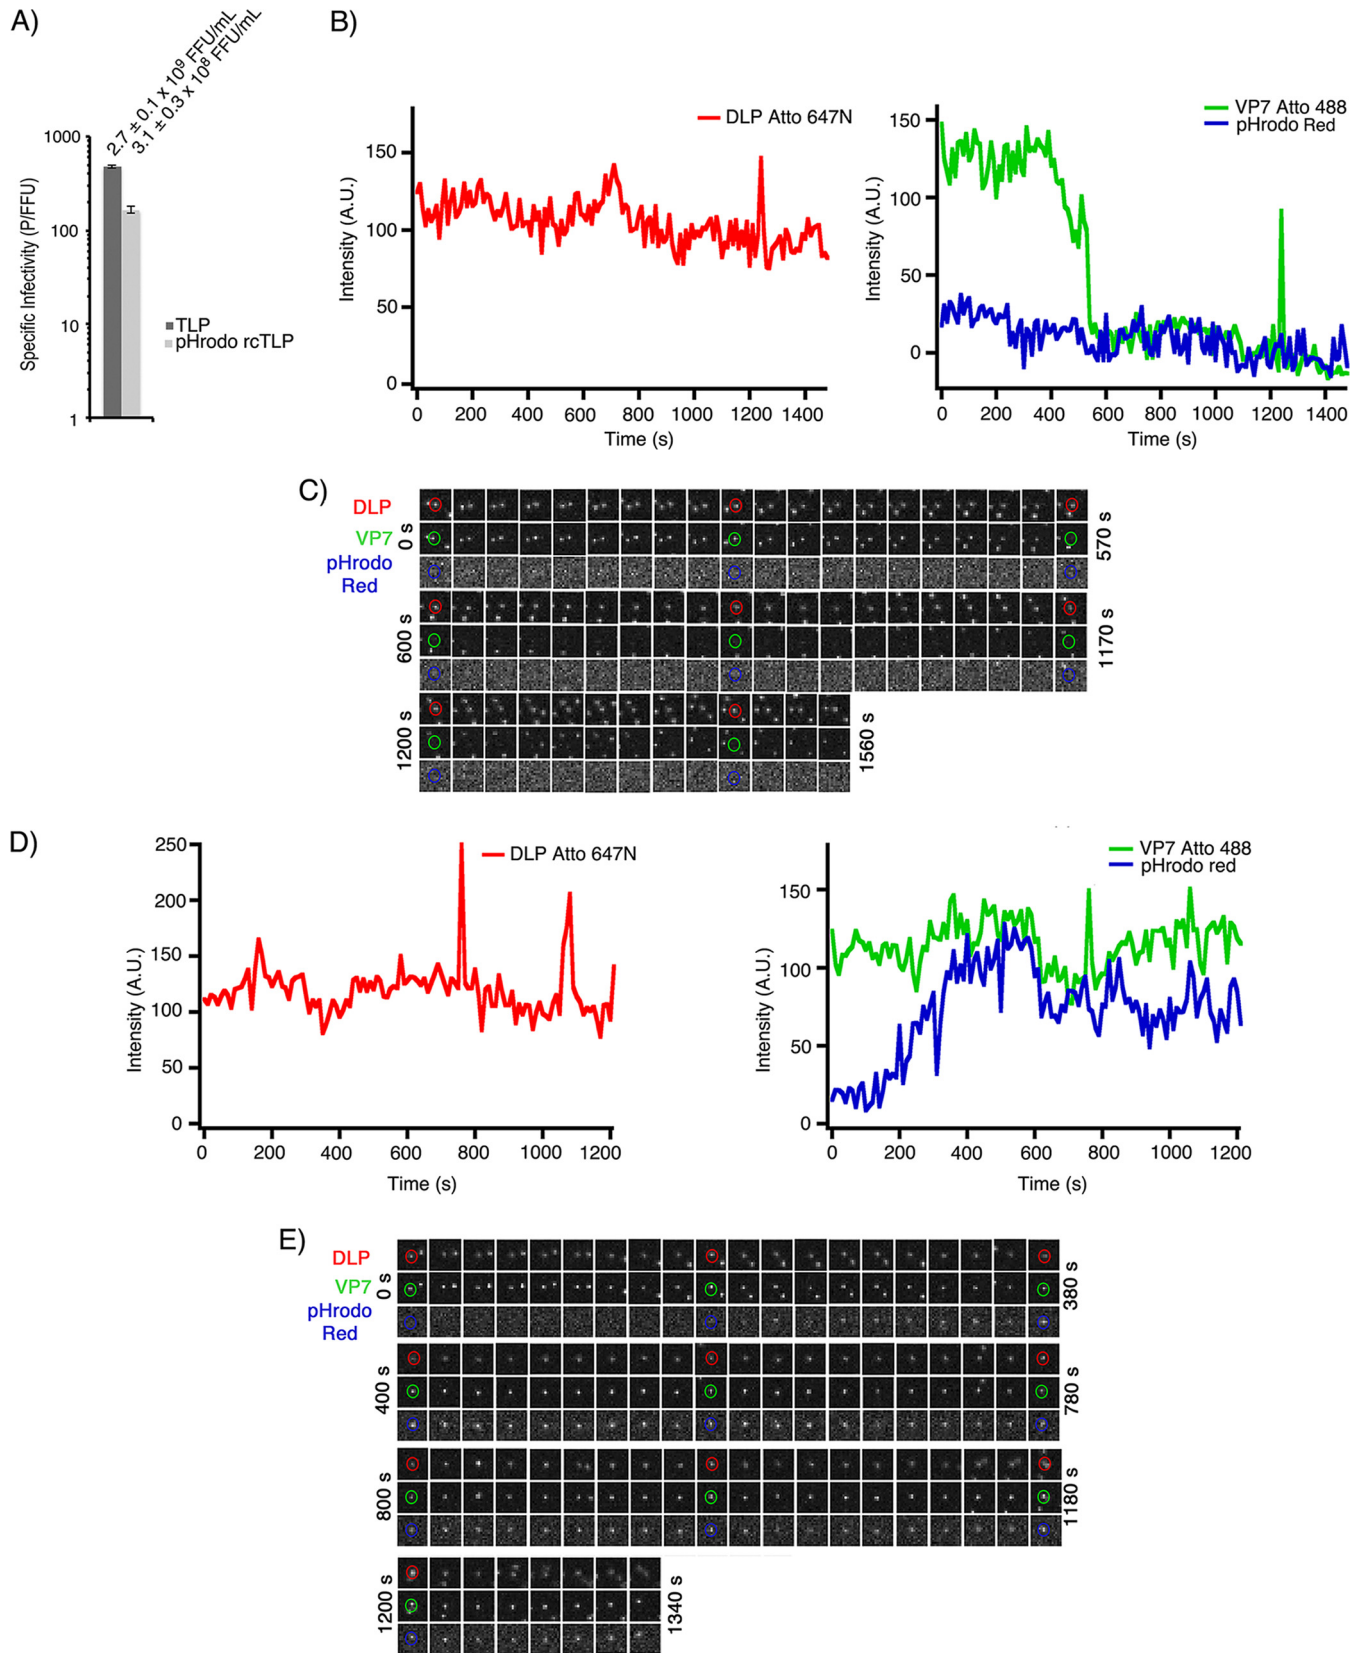 A)
2.7 ± 0.1 x 10⁹ FFU/mL
3.1 ± 0.3 x 10⁸ FFU/mL
Specific Infectivity (P/FFU)
1000
100
10
1
TLP
pHrodo rcTLP
B)
DLP Atto 647N
Intensity (A.U.)
150
100
50
0
0 200 400 600 800 1000 1200 1400
Time (s)
VP7 Atto 488
pHrodo Red
Intensity (A.U.)
150
100
50
0
0 200 400 600 800 1000 1200 1400
Time (s)
C)
DLP
VP7
pHrodo
Red
0 s
570 s
600 s
1170 s
1200 s
1560 s
D)
DLP Atto 647N
Intensity (A.U.)
250
200
150
100
50
0
0 200 400 600 800 1000 1200
Time (s)
VP7 Atto 488
pHrodo red
Intensity (A.U.)
150
100
50
0
0 200 400 600 800 1000 1200
Time (s)
E)
DLP
VP7
pHrodo
Red
0 s
380 s
400 s
780 s
800 s
1180 s
1200 s
1340 s